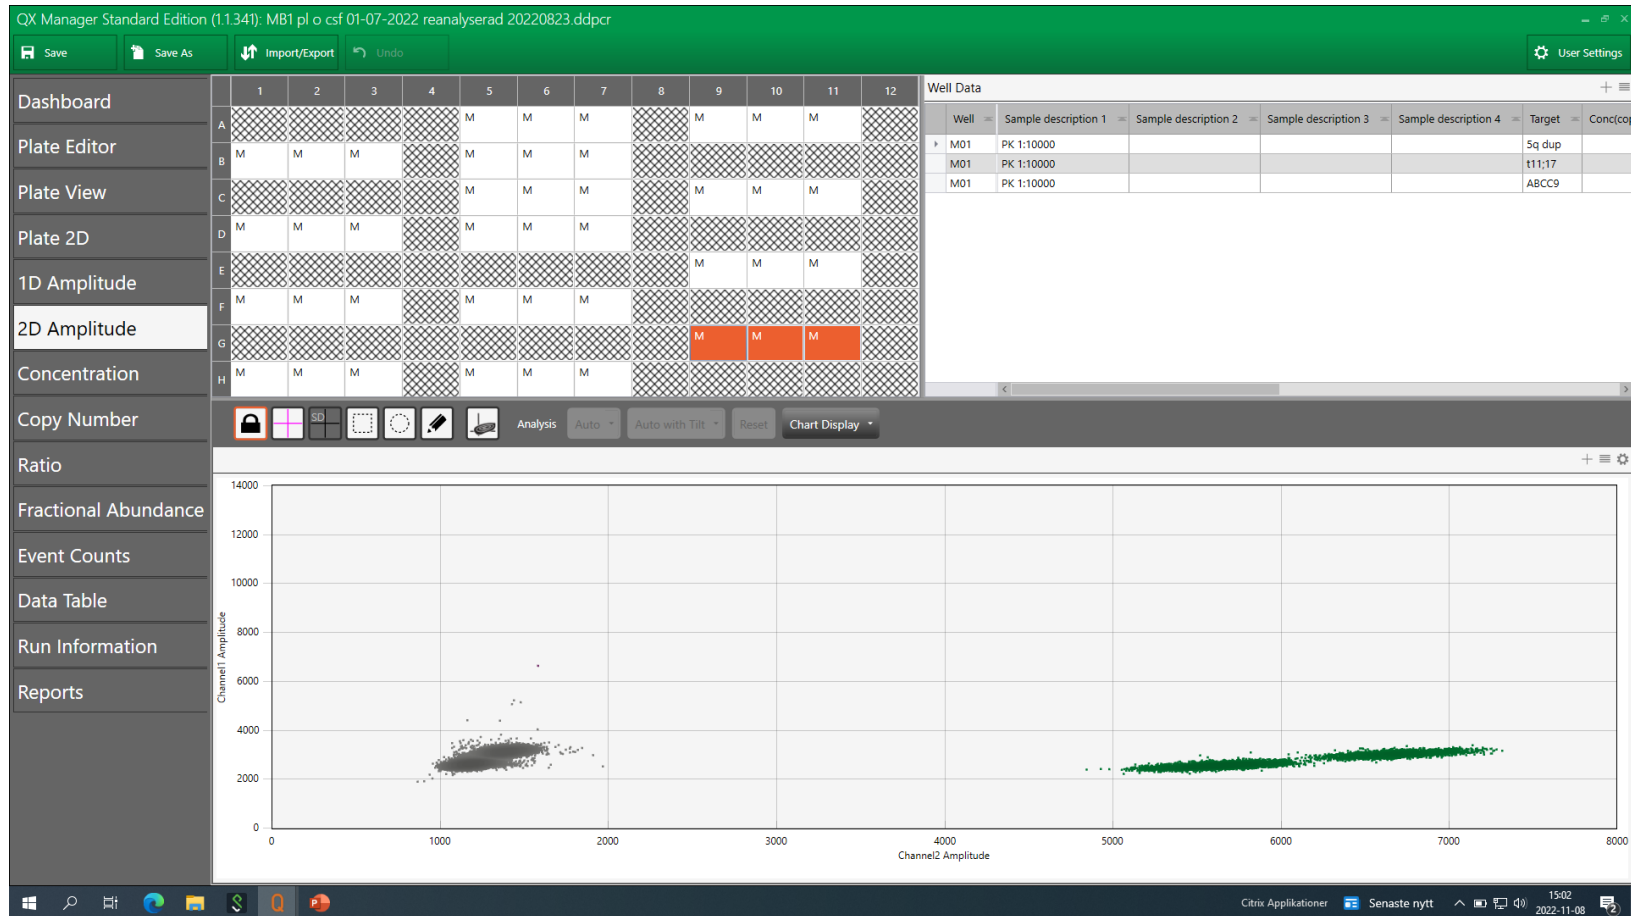 QX Manager Standard Edition (1.1.341): MB1 pl o csf 01-07-2022 reanalyserad 20220823.ddpcr
Save
Save As
Import/Export
Undo
User Settings
Dashboard
Plate Editor
Plate View
Plate 2D
1D Amplitude
2D Amplitude
Concentration
Copy Number
Ratio
Fractional Abundance
Event Counts
Data Table
Run Information
Reports
1 2 3 4 5 6 7 8 9 10 11 12
A M M M M M M
B M M M M M M
C M M M M M M
D M M M M M M
E M M M
F M M M M M M
G M M M
H M M M M M M
Well Data
Well Sample description 1 Sample description 2 Sample description 3 Sample description 4 Target Conc(cop
M01 PK 1:10000 5q dup
M01 PK 1:10000 t11;17
M01 PK 1:10000 ABCC9
SD
Analysis
Auto
Auto with Tilt
Reset
Chart Display
14000
12000
10000
8000
6000
4000
2000
0
Channel1 Amplitude
0 1000 2000 3000 4000 5000 6000 7000 8000
Channel2 Amplitude
Citrix Applikationer
Senaste nytt
15:02
2022-11-08
2